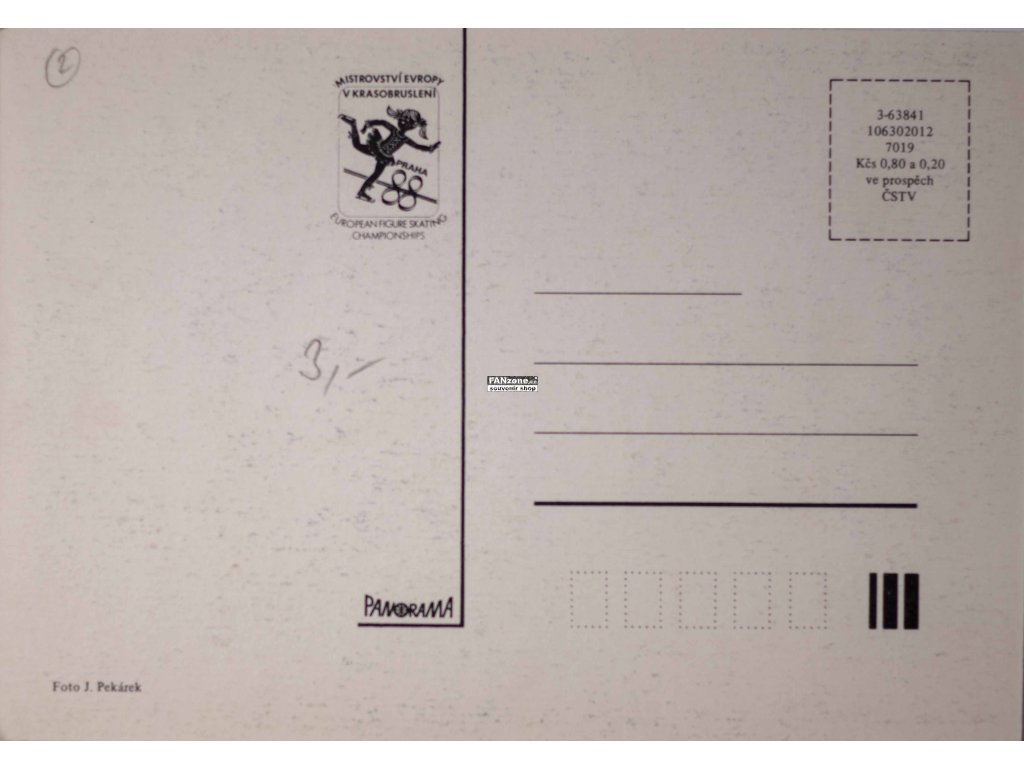 2
MISTROVSTVÍ EVROPY
V KRASOBRUSLENÍ
PRAHA
88
EUROPEAN FIGURE SKATING
CHAMPIONSHIPS
3-63841
106302012
7019
Kčs 0,80 a 0,20
ve prospěch
ČSTV
3,-
FANzone.cz
souvenir shop
PANORAMA
Foto J. Pekárek